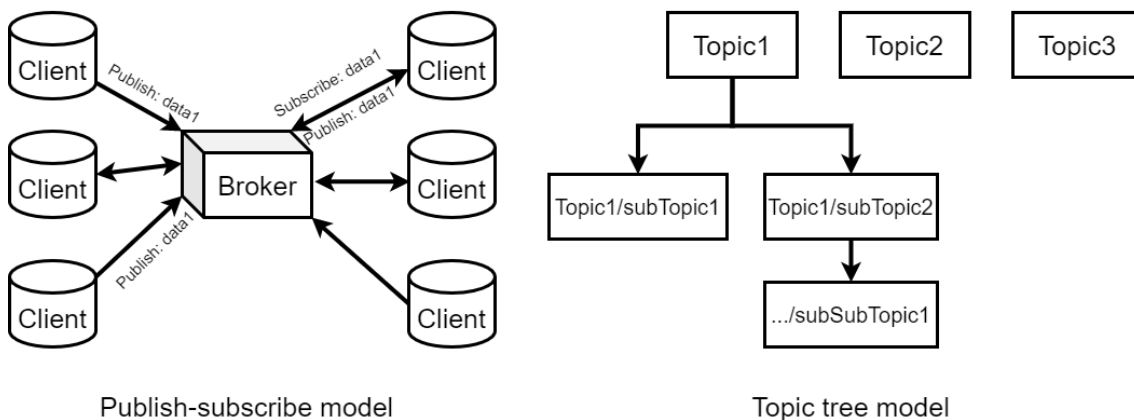 Client
Publish: data1
Client
Publish: data1
Client
Broker
Subscribe: data1
Publish: data1
Client
Client
Client
Publish-subscribe model
Topic1
Topic2
Topic3
Topic1/subTopic1
Topic1/subTopic2
.../subSubTopic1
Topic tree model